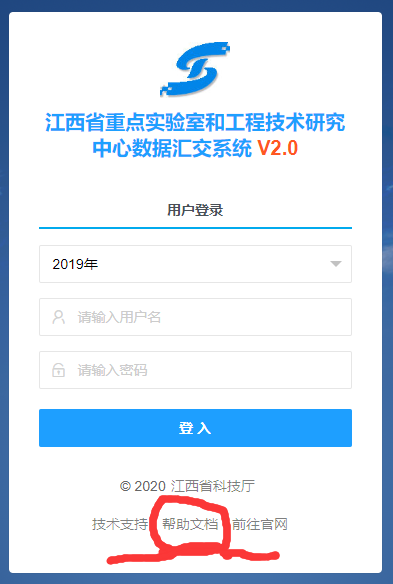 江西省重点实验室和工程技术研究
中心数据汇交系统 V2.0
用户登录
2019年
请输入用户名
请输入密码
登 入
© 2020 江西省科技厅
技术支持 帮助文档 前往官网